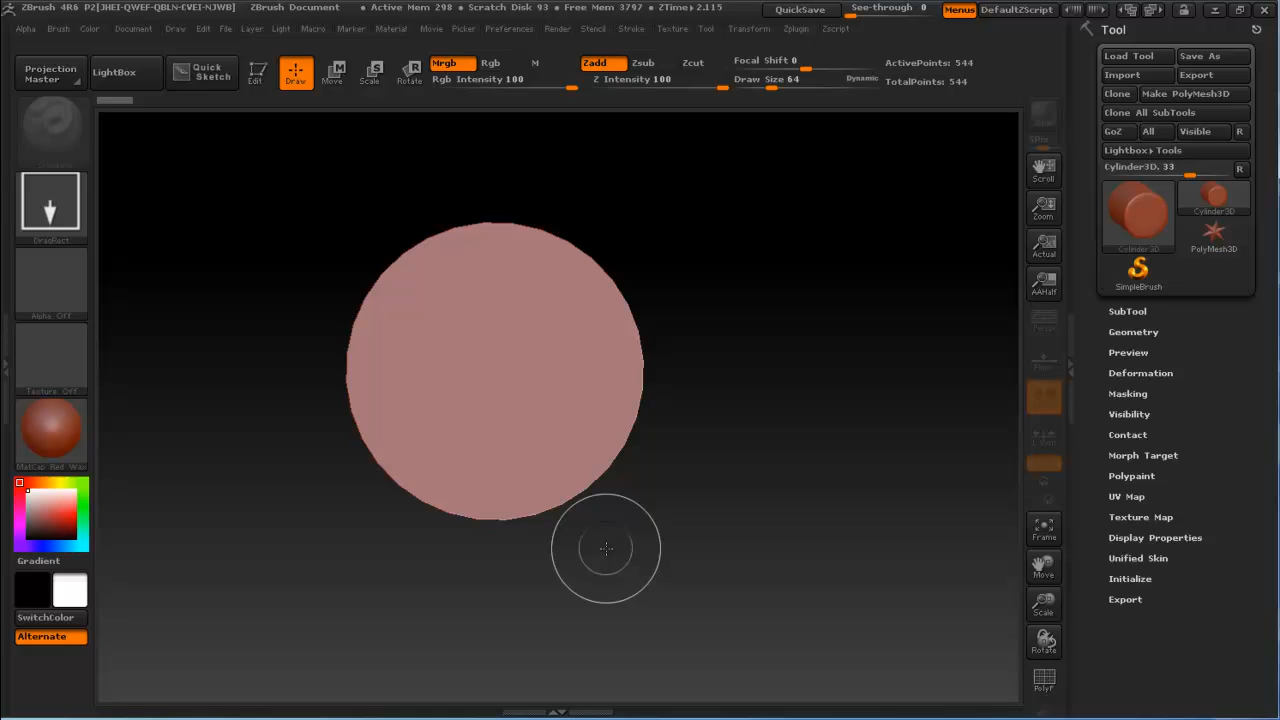 ZBrush 4R6 P2[JHEI-QWEF-QBLN-CVEI-NJWB] ZBrush Document • Active Mem 298 • Scratch Disk 93 • Free Mem 3797 • ZTime▸2.115 QuickSave See-through 0 Menus DefaultZScript
Alpha Brush Color Document Draw Edit File Layer Light Macro Marker Material Movie Picker Preferences Render Stencil Stroke Texture Tool Transform Zplugin Zscript
Tool
Projection Master
LightBox
Quick Sketch
Edit
Draw
Move
Scale
Rotate
Mrgb Rgb M
Rgb Intensity 100
Zadd Zsub Zcut
Z Intensity 100
Focal Shift 0
Draw Size 64 Dynamic
ActivePoints: 544
TotalPoints: 544
Load Tool Save As
Import Export
Clone Make PolyMesh3D
Clone All SubTools
GoZ All Visible R
Lightbox▸Tools
Cylinder3D. 33 R
Cylinder3D
Cylinder3D
PolyMesh3D
SimpleBrush
SubTool
Geometry
Preview
Deformation
Masking
Visibility
Contact
Morph Target
Polypaint
UV Map
Texture Map
Display Properties
Unified Skin
Initialize
Export
DragRect
Alpha Off
Texture Off
MatCap Red Wax
Gradient
SwitchColor
Alternate
SPix
Scroll
Zoom
Actual
AAHalf
Persp
Floor
Frame
Move
Scale
Rotate
PolyF